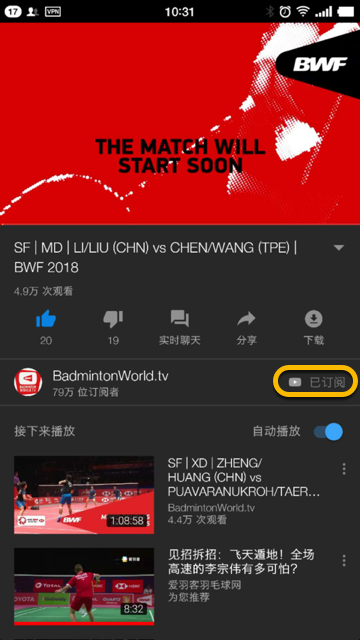 17 VPN 10:31
BWF
THE MATCH WILL
START SOON
SF | MD | LI/LIU (CHN) vs CHEN/WANG (TPE) |
BWF 2018
4.9万 次观看
20 19 实时聊天 分享 下载
BadmintonWorld.tv
79万 位订阅者
已订阅
接下来播放 自动播放
SF | XD | ZHENG/
HUANG (CHN) vs
PUAVARANUKROH/TAER...
BadmintonWorld.tv
4.4万 次观看
BWF
1:08:58
见招拆招：飞天遁地！全场
高速的李宗伟有多可怕？
爱羽客羽毛球网
为您推荐
8:32